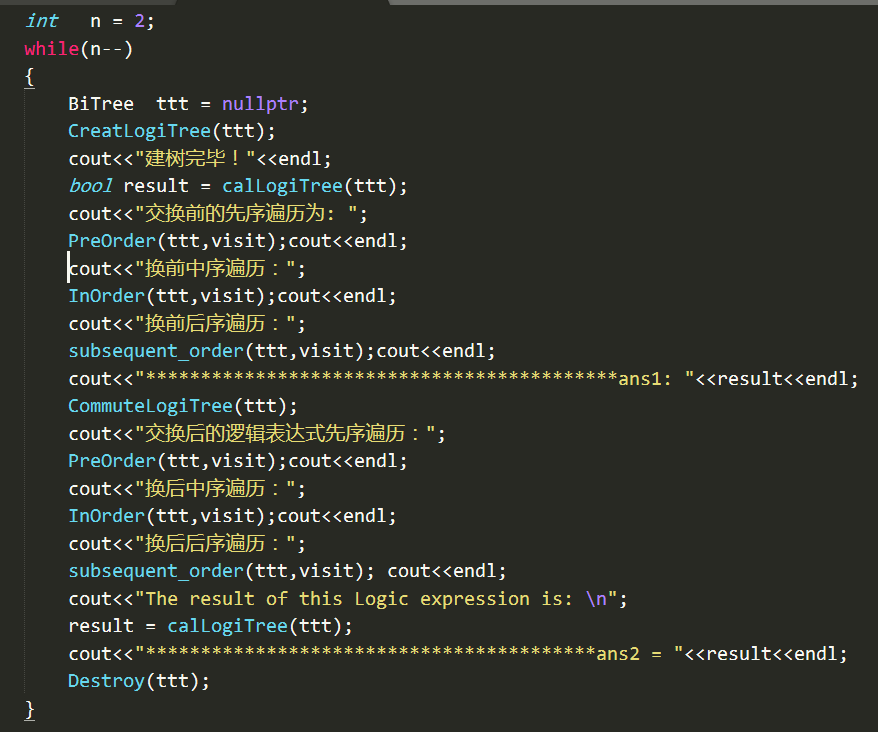 int   n = 2;
while(n--)
{
    BiTree  ttt = nullptr;
    CreatLogiTree(ttt);
    cout<<"建树完毕！"<<endl;
    bool result = calLogiTree(ttt);
    cout<<"交换前的先序遍历为: ";
    PreOrder(ttt,visit);cout<<endl;
    cout<<"换前中序遍历：";
    InOrder(ttt,visit);cout<<endl;
    cout<<"换前后序遍历：";
    subsequent_order(ttt,visit);cout<<endl;
    cout<<"*******************************************ans1: "<<result<<endl;
    CommuteLogiTree(ttt);
    cout<<"交换后的逻辑表达式先序遍历：";
    PreOrder(ttt,visit);cout<<endl;
    cout<<"换后中序遍历：";
    InOrder(ttt,visit);cout<<endl;
    cout<<"换后后序遍历：";
    subsequent_order(ttt,visit); cout<<endl;
    cout<<"The result of this Logic expression is: \n";
    result = calLogiTree(ttt);
    cout<<"*****************************************ans2 = "<<result<<endl;
    Destroy(ttt);
}